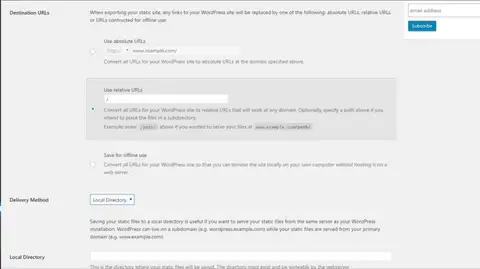 Destination URLs
When exporting your static site, any links to your WordPress site will be replaced by one of the following: absolute URLs, relative URLs
or URLs contructed for offline use.
Use absolute URLs
www.example.com/
Convert all URLs for your WordPress site to absolute URLs at the domain specified above.
Use relative URLs
/
Convert all URLs for your WordPress site to relative URLs that will work at any domain. Optionally specify a path above if you
intend to place the files in a subdirectory.
Example: enter /path/ above if you wanted to serve your files at www.example.com/path/
Save for offline use
Convert all URLs for your WordPress site so that you can browse the site locally on your own computer without hosting it on a
web server.
Delivery Method
Local Directory
Saving your static files to a local directory is useful if you want to serve your static files from the same server as your WordPress
installation. WordPress can live on a subdomain (e.g. wordpress.example.com) while your static files are served from your primary
domain (e.g. www.example.com).
Local Directory
This is the directory where your static files will be saved. The directory must exist and be writeable by the webserver.
email address
Subscribe